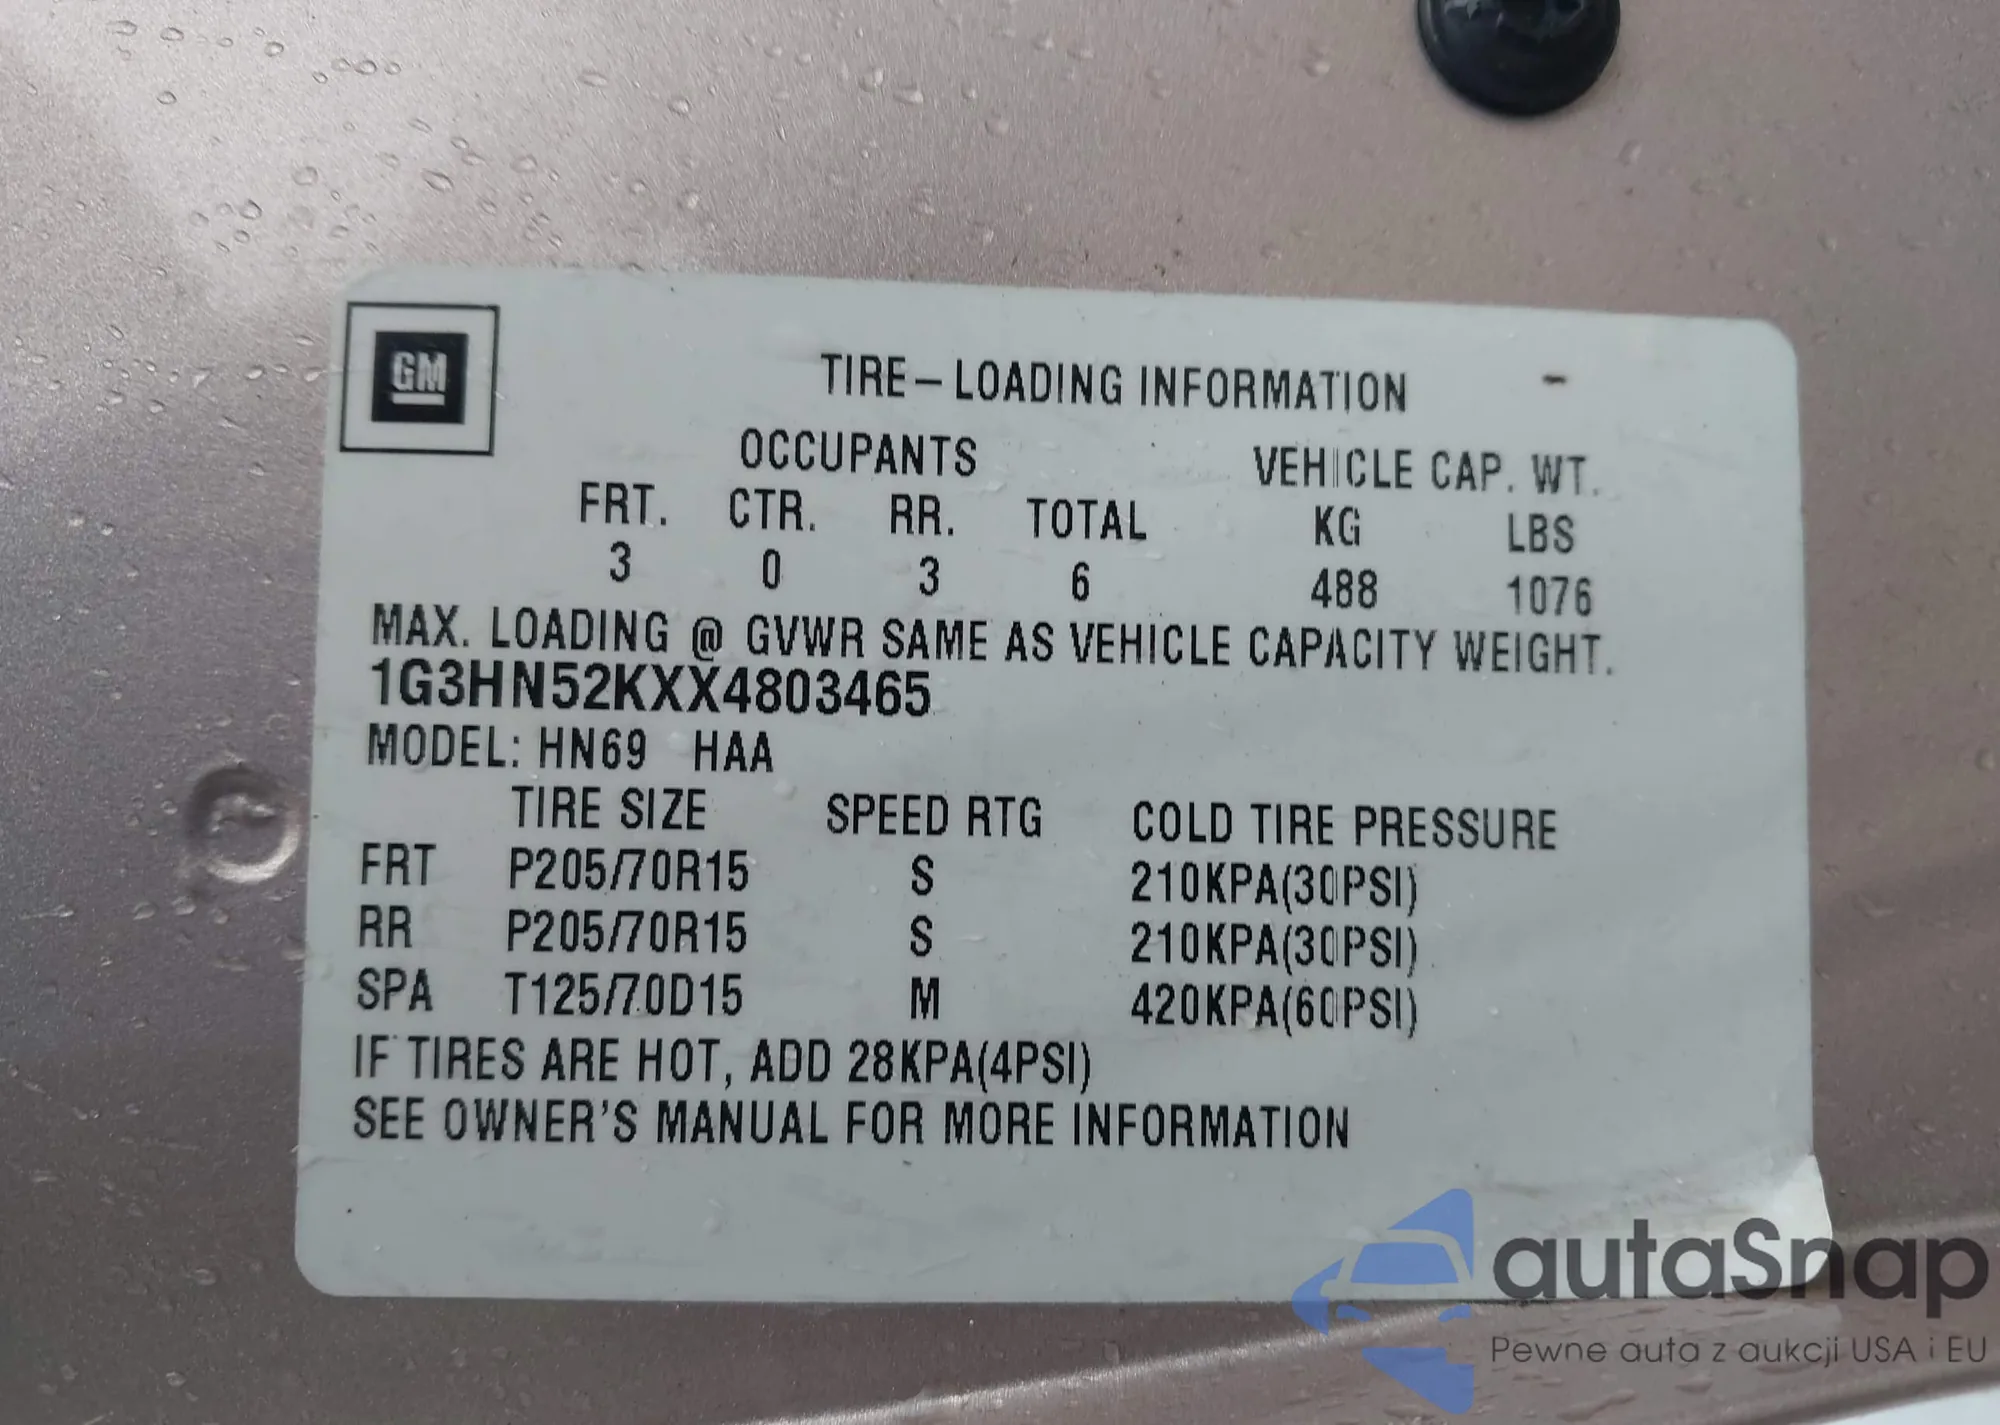 GM
TIRE-LOADING INFORMATION
OCCUPANTS VEHICLE CAP. WT.
FRT. CTR. RR. TOTAL KG LBS
3 0 3 6 488 1076
MAX. LOADING @ GVWR SAME AS VEHICLE CAPACITY WEIGHT.
1G3HN52KXX4803465
MODEL: HN69 HAA
TIRE SIZE SPEED RTG COLD TIRE PRESSURE
FRT P205/70R15 S 210KPA(30PSI)
RR P205/70R15 S 210KPA(30PSI)
SPA T125/70D15 M 420KPA(60PSI)
IF TIRES ARE HOT, ADD 28KPA(4PSI)
SEE OWNER'S MANUAL FOR MORE INFORMATION
autaSnap
Pewne auta z aukcji USA i EU